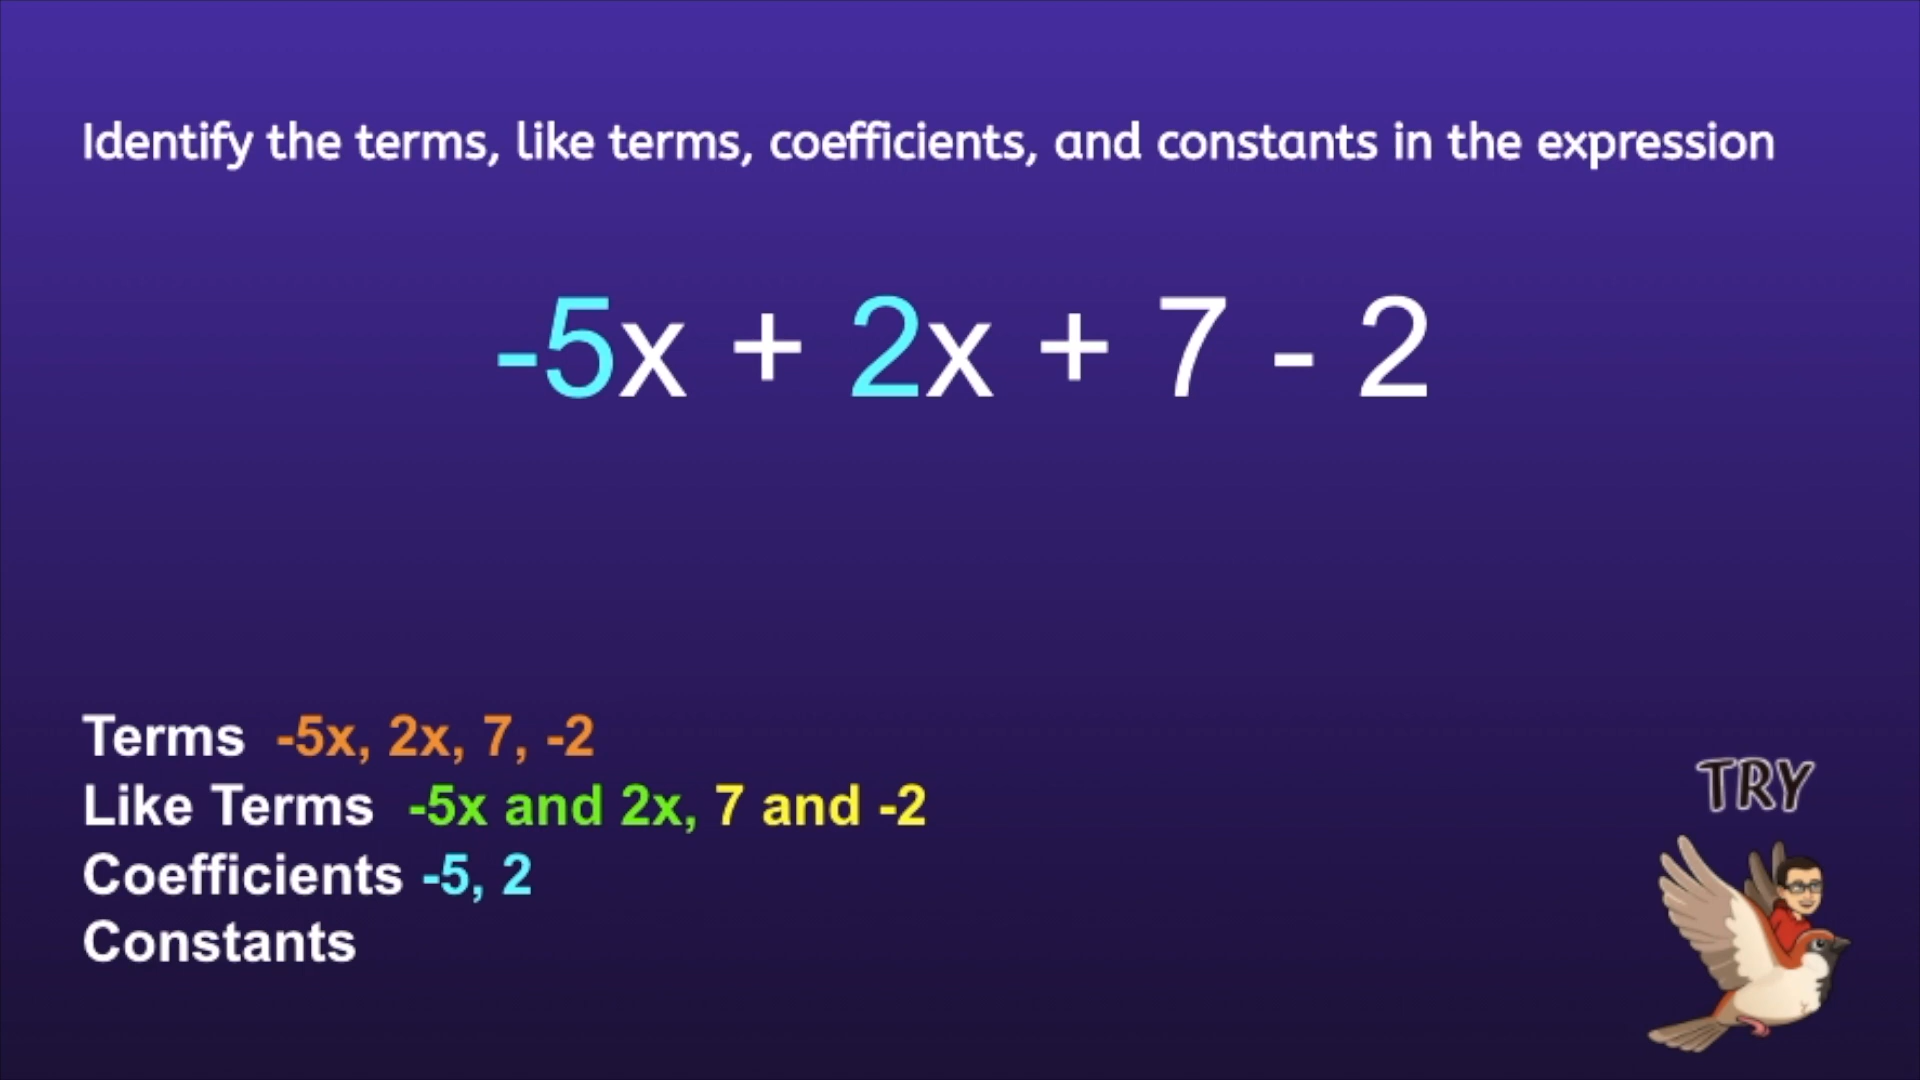 Identify the terms, like terms, coefficients, and constants in the expression
-5x + 2x + 7 - 2
Terms -5x, 2x, 7, -2
Like Terms -5x and 2x, 7 and -2
Coefficients -5, 2
Constants
TRY